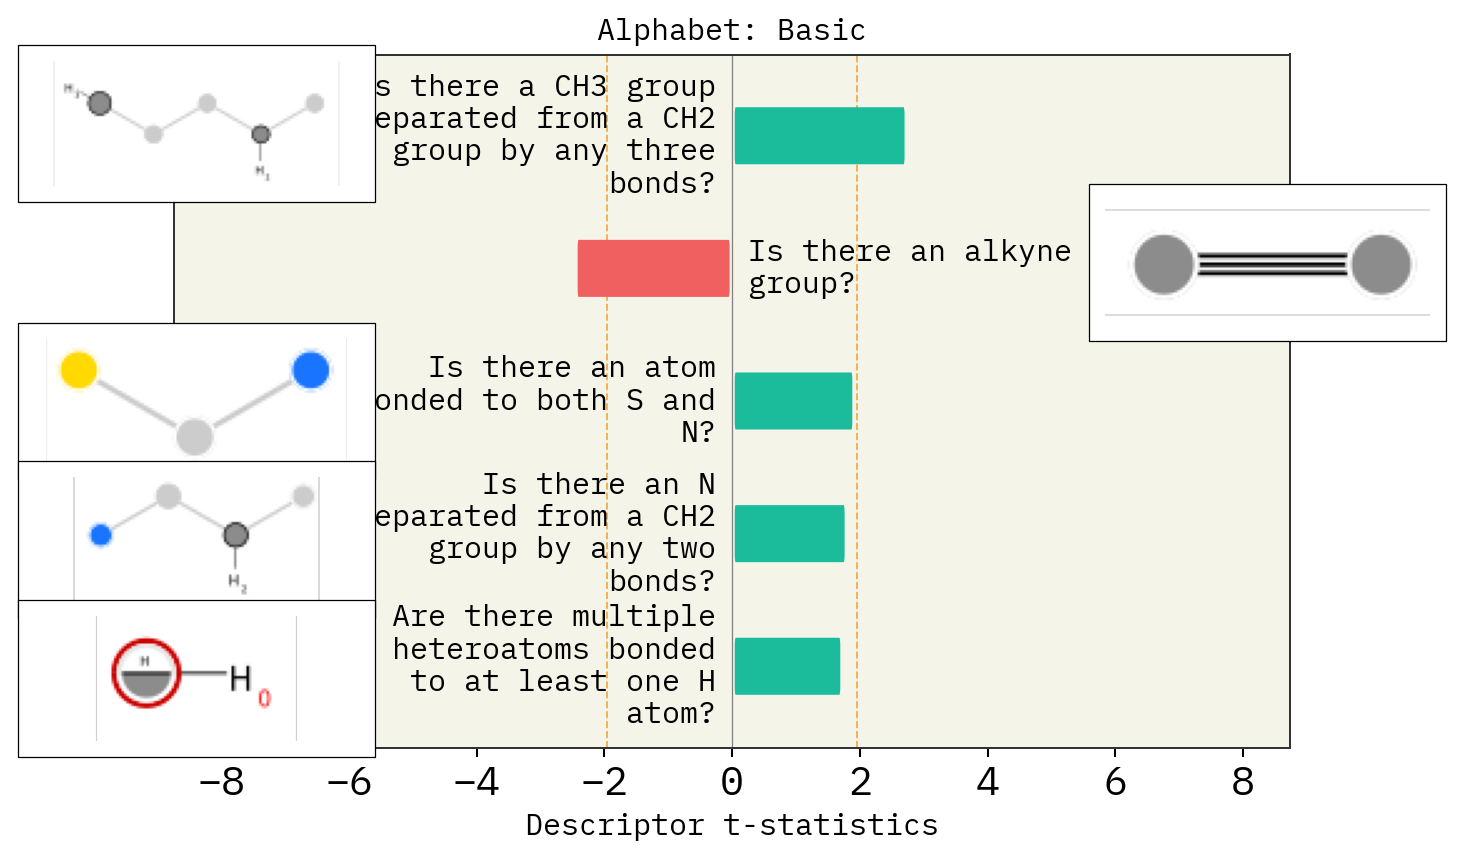 Alphabet: Basic
s there a CH3 group
eparated from a CH2
group by any three
bonds?
Is there an alkyne
group?
Is there an atom
onded to both S and
N?
Is there an N
eparated from a CH2
group by any two
bonds?
Are there multiple
heteroatoms bonded
to at least one H
atom?
H3
H
H2
H
H 0
−8 −6 −4 −2 0 2 4 6 8
Descriptor t-statistics